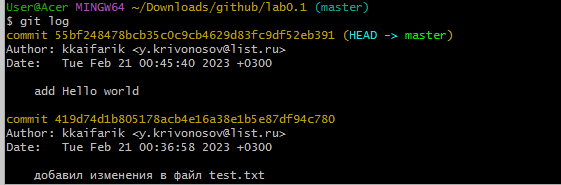 User@Acer MINGW64 ~/Downloads/github/lab0.1 (master)
$ git log
commit 55bf248478bcb35c0c9cb4629d83fc9df52eb391 (HEAD -> master)
Author: kkaifarik <y.krivonosov@list.ru>
Date:   Tue Feb 21 00:45:40 2023 +0300
add Hello world
commit 419d74d1b805178acb4e16a38e1b5e87df94c780
Author: kkaifarik <y.krivonosov@list.ru>
Date:   Tue Feb 21 00:36:58 2023 +0300
добавил изменения в файл test.txt